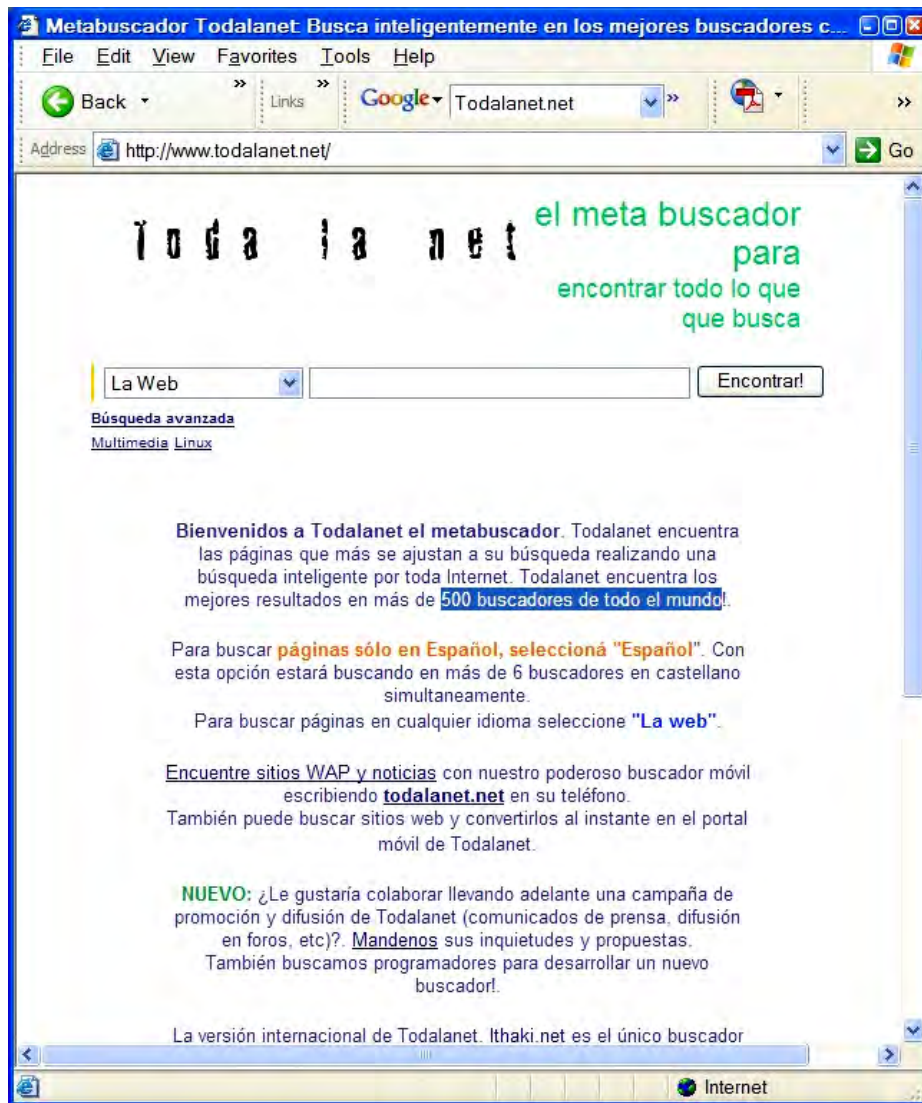 Metabuscador Todalanet: Busca inteligentemente en los mejores buscadores c...
File Edit View Favorites Tools Help
Back Links Google Todalanet.net
Address http://www.todalanet.net/ Go
Toda la net
el meta buscador
para
encontrar todo lo que
que busca
La Web Encontrar!
Búsqueda avanzada
Multimedia Linux
Bienvenidos a Todalanet el metabuscador. Todalanet encuentra
las páginas que más se ajustan a su búsqueda realizando una
búsqueda inteligente por toda Internet. Todalanet encuentra los
mejores resultados en más de 500 buscadores de todo el mundo!.
Para buscar páginas sólo en Español, seleccioná "Español". Con
esta opción estará buscando en más de 6 buscadores en castellano
simultaneamente.
Para buscar páginas en cualquier idioma seleccione "La web".
Encuentre sitios WAP y noticias con nuestro poderoso buscador móvil
escribiendo todalanet.net en su teléfono.
También puede buscar sitios web y convertirlos al instante en el portal
móvil de Todalanet.
NUEVO: ¿Le gustaría colaborar llevando adelante una campaña de
promoción y difusión de Todalanet (comunicados de prensa, difusión
en foros, etc)?. Mandenos sus inquietudes y propuestas.
También buscamos programadores para desarrollar un nuevo
buscador!.
La versión internacional de Todalanet. Ithaki.net es el único buscador
Internet